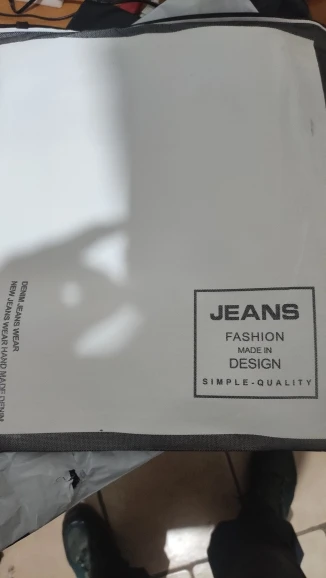 JEANS
FASHION
MADE IN
DESIGN
SIMPLE-QUALITY
DENIM JEANS WEAR
NEW JEANS WEAR HAND MADE DENIM